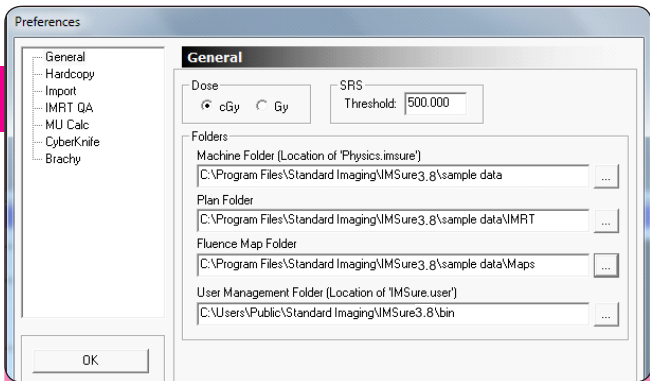 Preferences
General
Hardcopy
Import
IMRT QA
MU Calc
CyberKnife
Brachy
OK
General
Dose
cGy Gy
SRS
Threshold: 500.000
Folders
Machine Folder (Location of 'Physics.imsure')
C:\Program Files\Standard Imaging\IMSure3.8\sample data ...
Plan Folder
C:\Program Files\Standard Imaging\IMSure3.8\sample data\IMRT ...
Fluence Map Folder
C:\Program Files\Standard Imaging\IMSure3.8\sample data\Maps ...
User Management Folder (Location of 'IMSure.user')
C:\Users\Public\Standard Imaging\IMSure3.8\bin ...